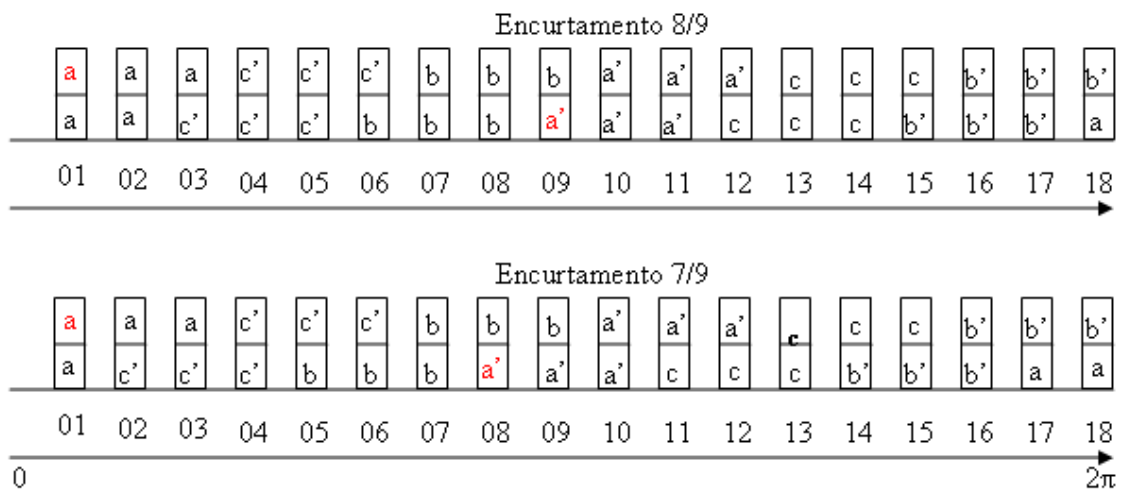 Encurtamento 8/9
a a a c’ c’ c’ b b b a’ a’ a’ c c c b’ b’ b’
a a c’ c’ c’ b b b a’ a’ a’ c c c b’ b’ b’ a
01 02 03 04 05 06 07 08 09 10 11 12 13 14 15 16 17 18
Encurtamento 7/9
a a a c’ c’ c’ b b b a’ a’ a’ c c c b’ b’ b’
a c’ c’ c’ b b b a’ a’ a’ c c c b’ b’ b’ a a
01 02 03 04 05 06 07 08 09 10 11 12 13 14 15 16 17 18
0 2π